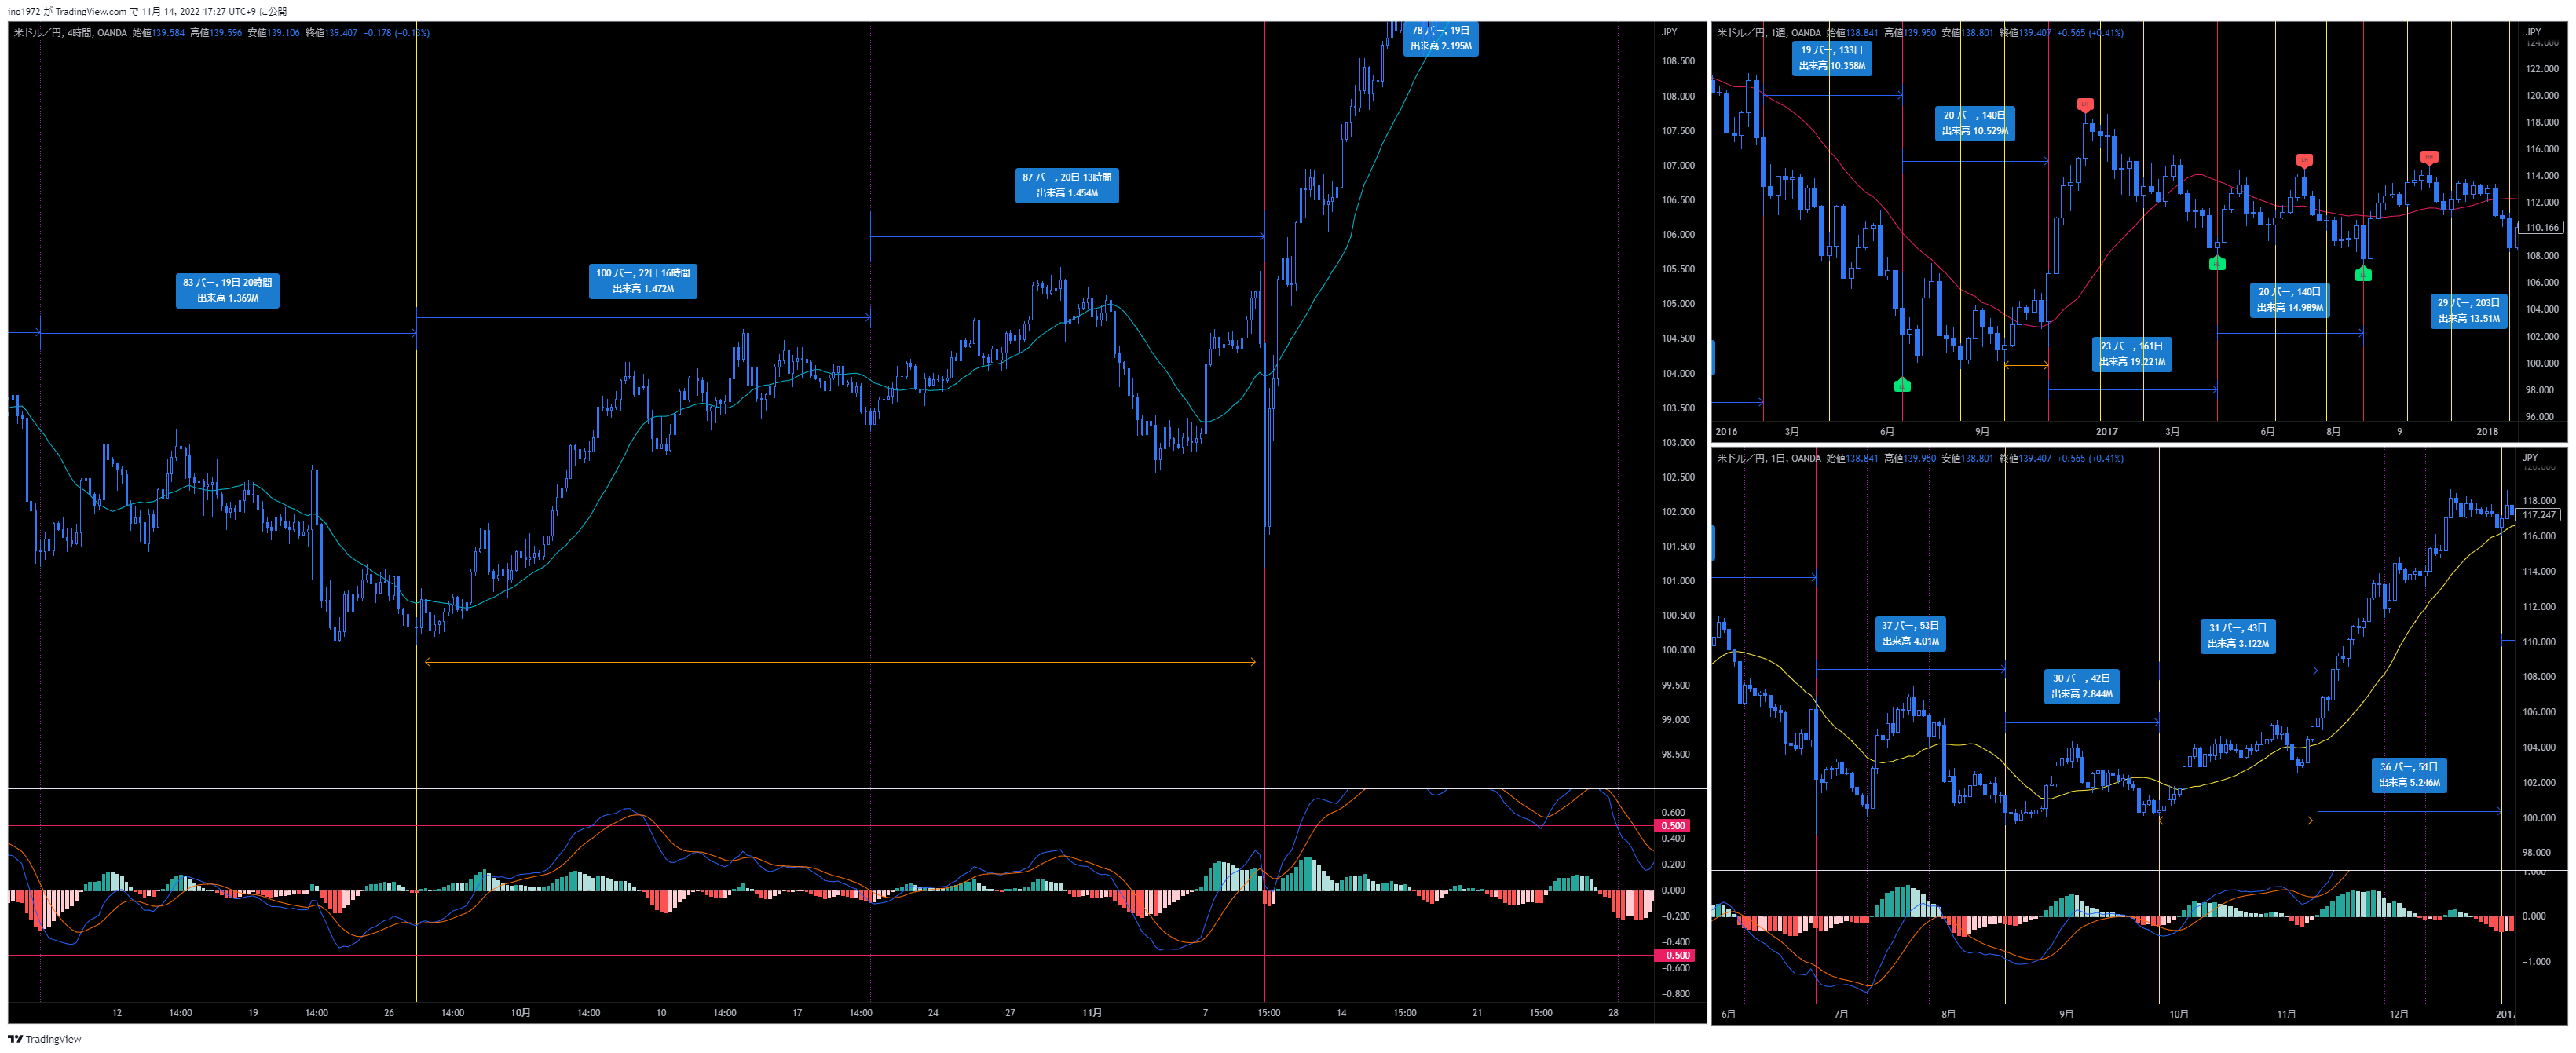 ino1972 が TradingView.com で 11月 14, 2022 17:27 UTC+9 に公開
米ドル／円, 4時間, OANDA 始値139.584 高値139.596 安値139.106 終値139.407 −0.178 (−0.13%)
JPY
78 バー, 19日
出来高 2.195M
87 バー, 20日 13時間
出来高 1.454M
100 バー, 22日 16時間
出来高 1.472M
83 バー, 19日 20時間
出来高 1.369M
108.500
108.000
107.500
107.000
106.500
106.000
105.500
105.000
104.500
104.000
103.500
103.000
102.500
102.000
101.500
101.000
100.500
100.000
99.500
99.000
98.500
0.600
0.500
0.400
0.200
0.000
−0.200
−0.400
−0.500
−0.600
−0.800
12 14:00 19 14:00 26 14:00 10月 14:00 10 14:00 17 14:00 24 27 11月 7 15:00 14 15:00 21 15:00 28
米ドル／円, 1週, OANDA 始値138.841 高値139.950 安値138.801 終値139.407 +0.565 (+0.41%)
JPY
19 バー, 133日
出来高 10.358M
20 バー, 140日
出来高 10.529M
23 バー, 161日
出来高 19.221M
20 バー, 140日
出来高 14.989M
29 バー, 203日
出来高 13.51M
124.000
122.000
120.000
118.000
116.000
114.000
112.000
110.166
108.000
106.000
104.000
102.000
100.000
98.000
96.000
2016 3月 6月 9月 2017 3月 6月 8月 9 2018
米ドル／円, 1日, OANDA 始値138.841 高値139.950 安値138.801 終値139.407 +0.565 (+0.41%)
JPY
37 バー, 53日
出来高 4.01M
30 バー, 42日
出来高 2.844M
31 バー, 43日
出来高 3.122M
36 バー, 51日
出来高 5.246M
120.000
118.000
117.247
116.000
114.000
112.000
110.000
108.000
106.000
104.000
102.000
100.000
98.000
1.000
0.000
−1.000
6月 7月 8月 9月 10月 11月 12月 2017
TradingView